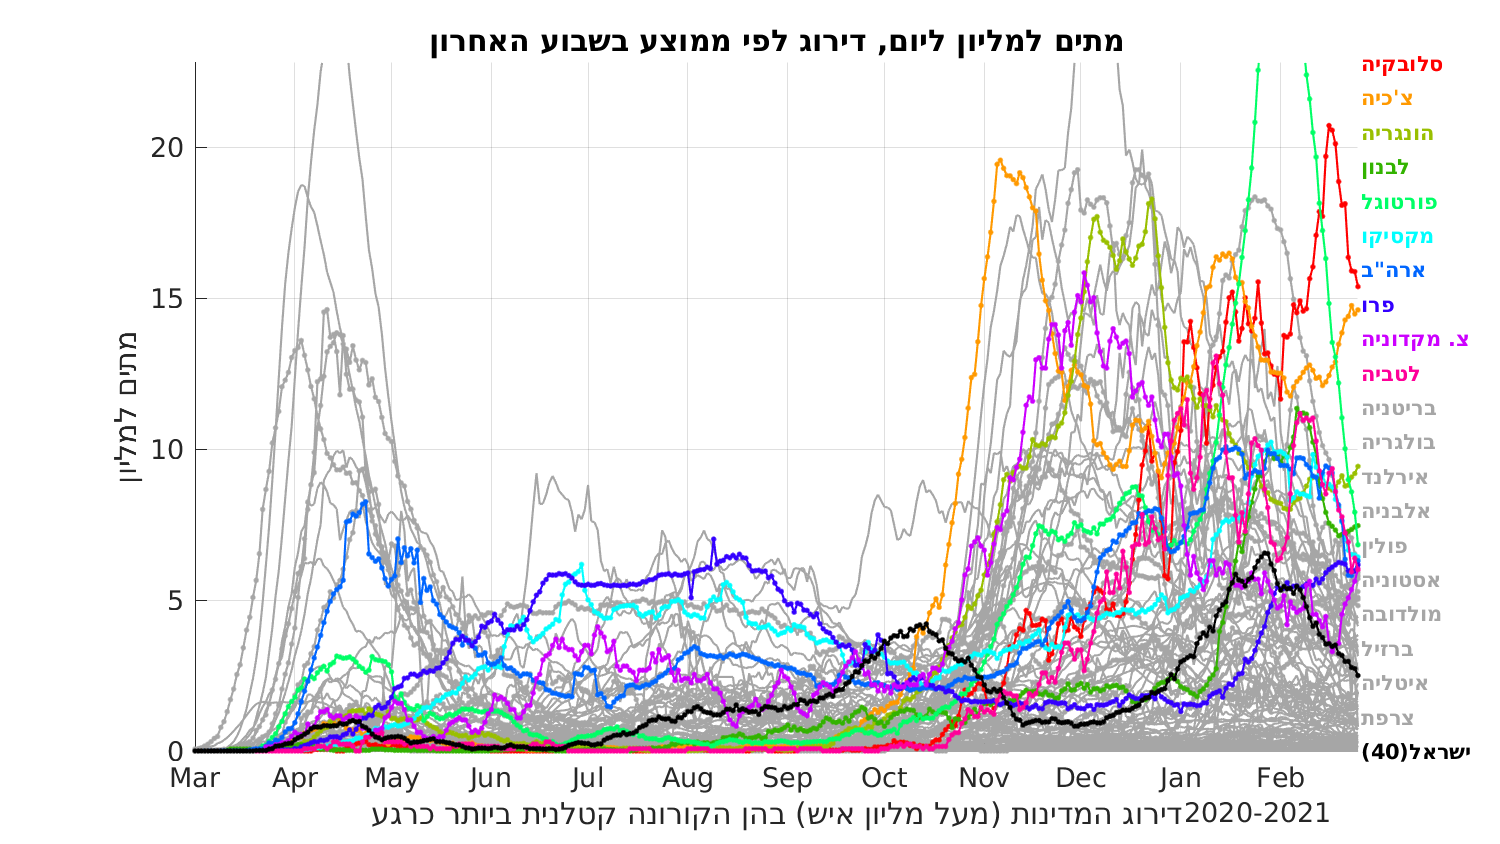 מתים למליון ליום, דירוג לפי ממוצע בשבוע האחרון
סלובקיה
צ'כיה
הונגריה
לבנון
פורטוגל
מקסיקו
ארה"ב
פרו
צ. מקדוניה
לטביה
בריטניה
בולגריה
אירלנד
אלבניה
פולין
אסטוניה
מולדובה
ברזיל
איטליה
צרפת
ישראל(40)
מתים למליון
20
15
10
5
0
Mar Apr May Jun Jul Aug Sep Oct Nov Dec Jan Feb
דירוג המדינות (מעל מליון איש) בהן הקורונה קטלנית ביותר כרגע2020-2021